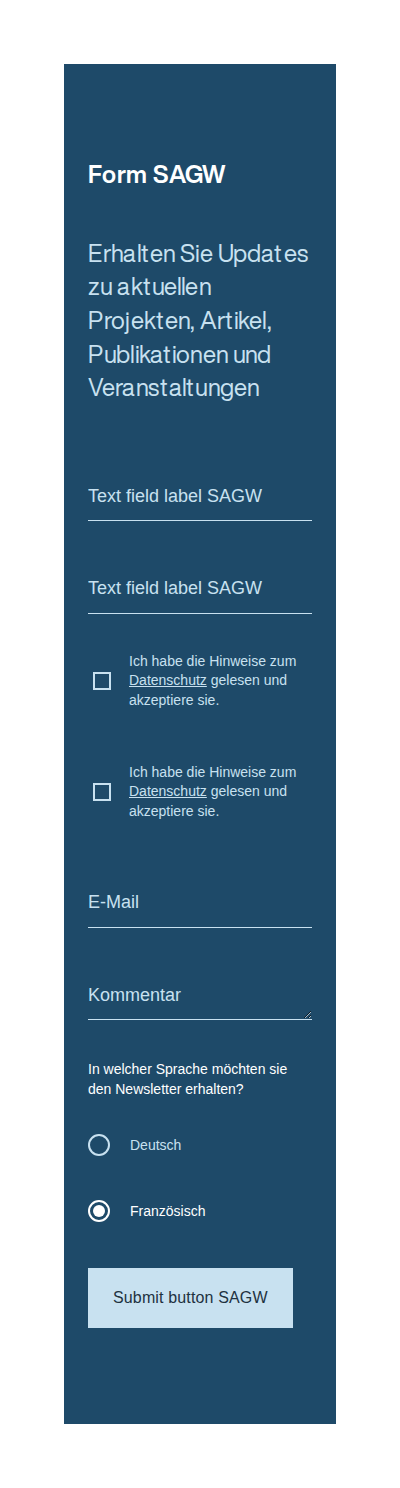 Form SAGW
Erhalten Sie Updates
zu aktuellen
Projekten, Artikel,
Publikationen und
Veranstaltungen
Text field label SAGW
Text field label SAGW
Ich habe die Hinweise zum
Datenschutz gelesen und
akzeptiere sie.
Ich habe die Hinweise zum
Datenschutz gelesen und
akzeptiere sie.
E-Mail
Kommentar
In welcher Sprache möchten sie
den Newsletter erhalten?
Deutsch
Französisch
Submit button SAGW